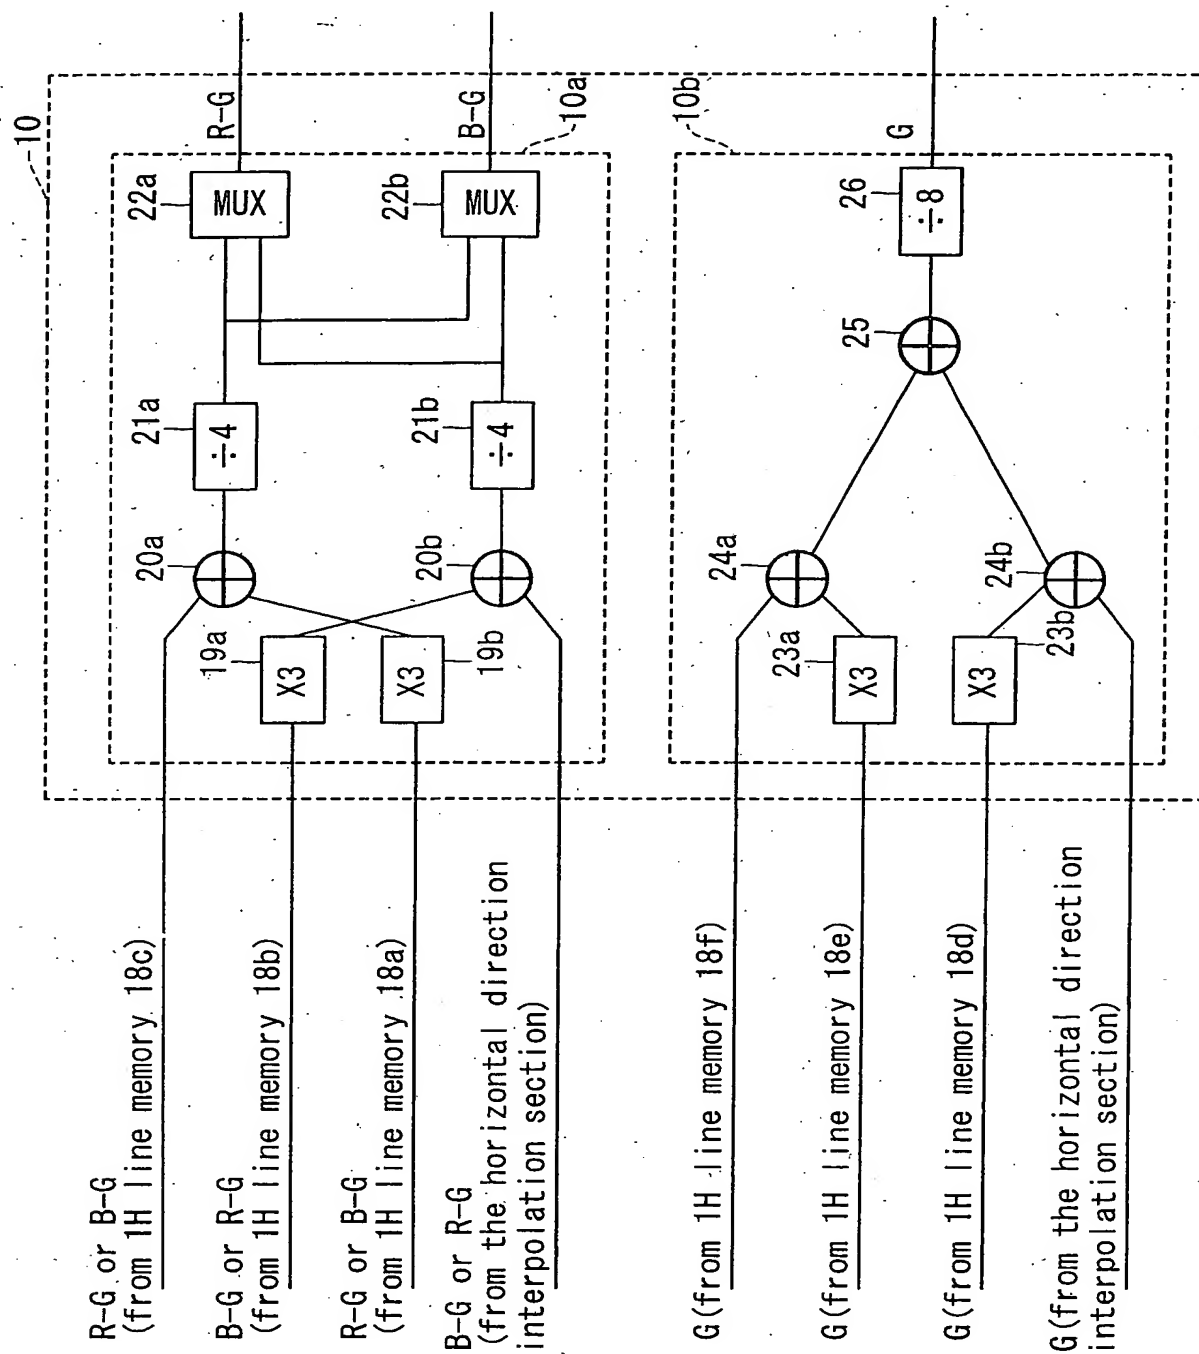 10
R-G or B-G
(from 1H line memory 18c)
B-G or R-G
(from 1H line memory 18b)
R-G or B-G
(from 1H line memory 18a)
B-G or R-G
(from the horizontal direction
interpolation section)
19a
X3
X3
19b
20a
20b
21a
÷4
21b
÷4
22a
MUX
22b
MUX
R-G
B-G
10a
G(from 1H line memory 18f)
G(from 1H line memory 18e)
G(from 1H line memory 18d)
G(from the horizontal direction
interpolation section)
23a
X3
X3
23b
24a
24b
25
26
÷8
G
10b